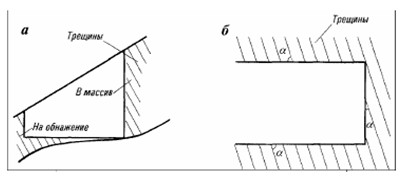 а
Трещины
В массив
На обнажение
б
Трещины
α
α
α